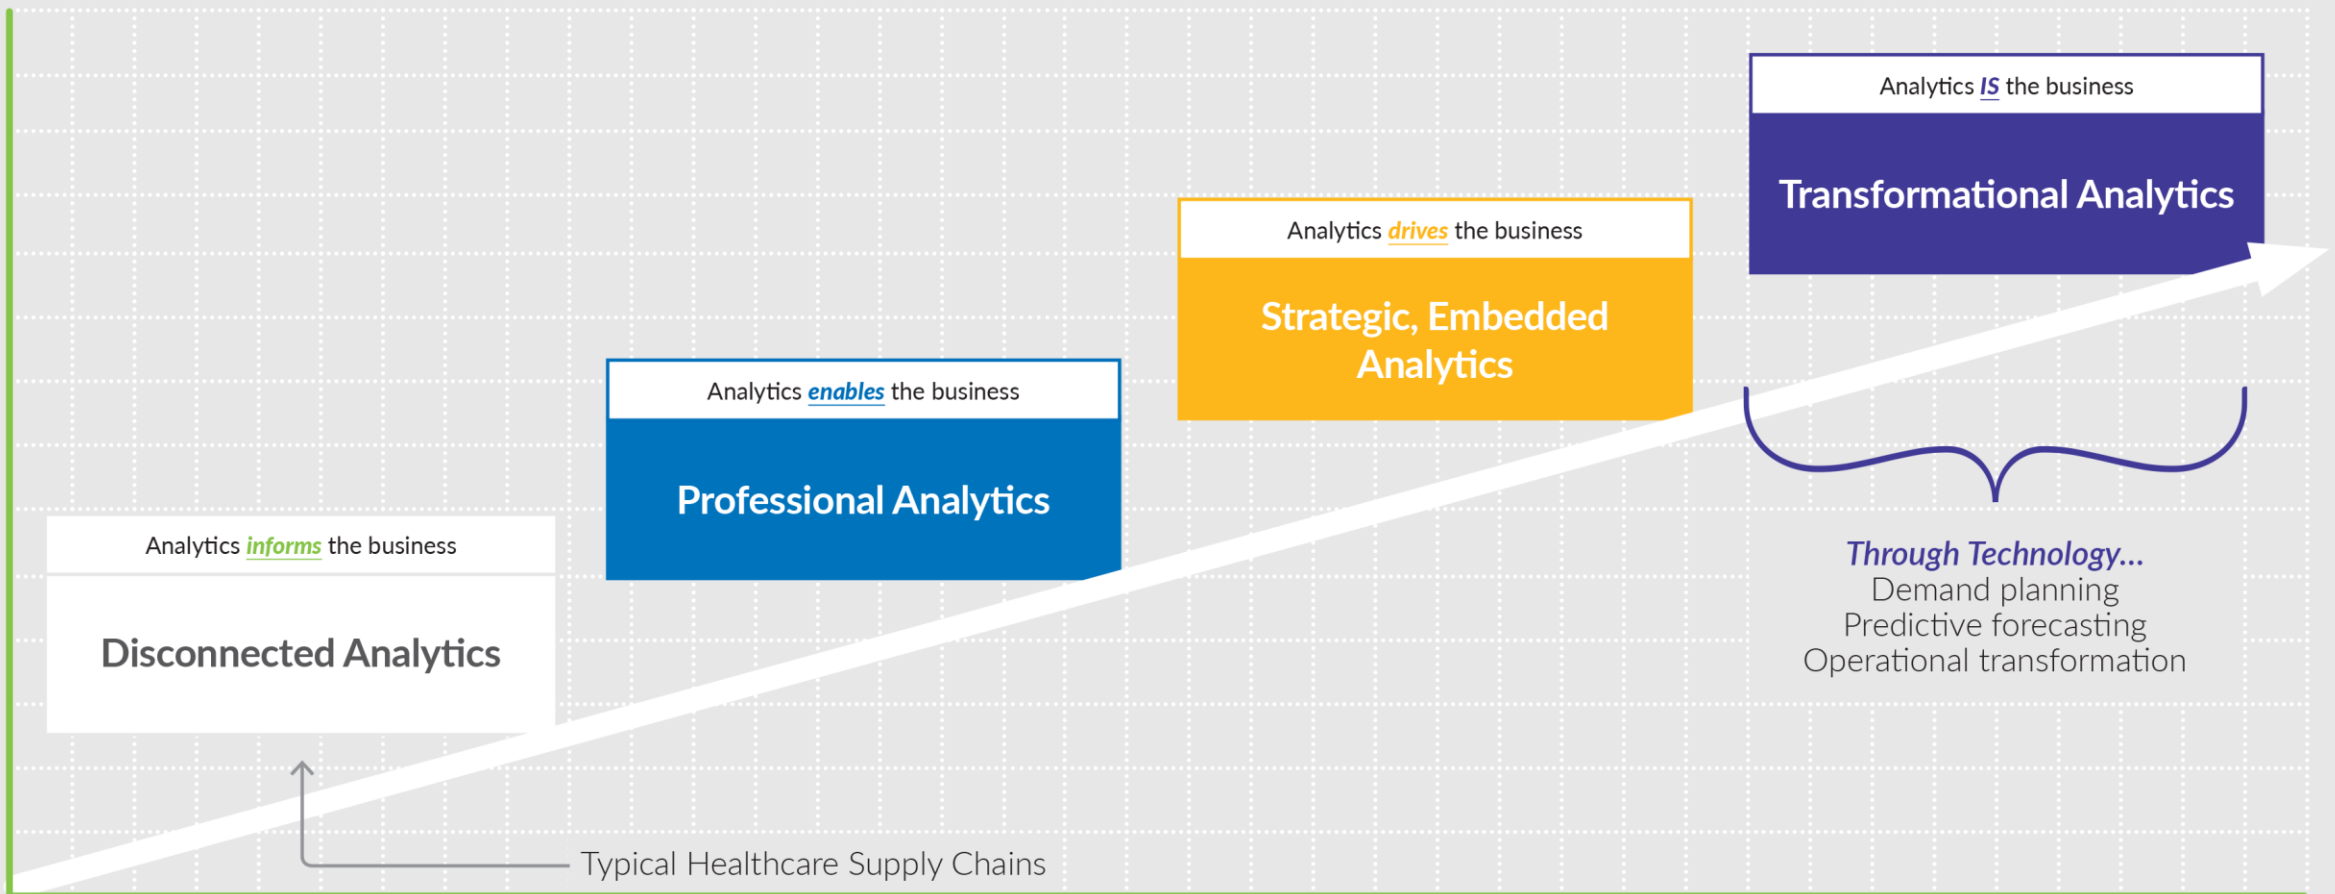 Analytics informs the business
Disconnected Analytics
Typical Healthcare Supply Chains
Analytics enables the business
Professional Analytics
Analytics drives the business
Strategic, Embedded
Analytics
Analytics IS the business
Transformational Analytics
Through Technology...
Demand planning
Predictive forecasting
Operational transformation